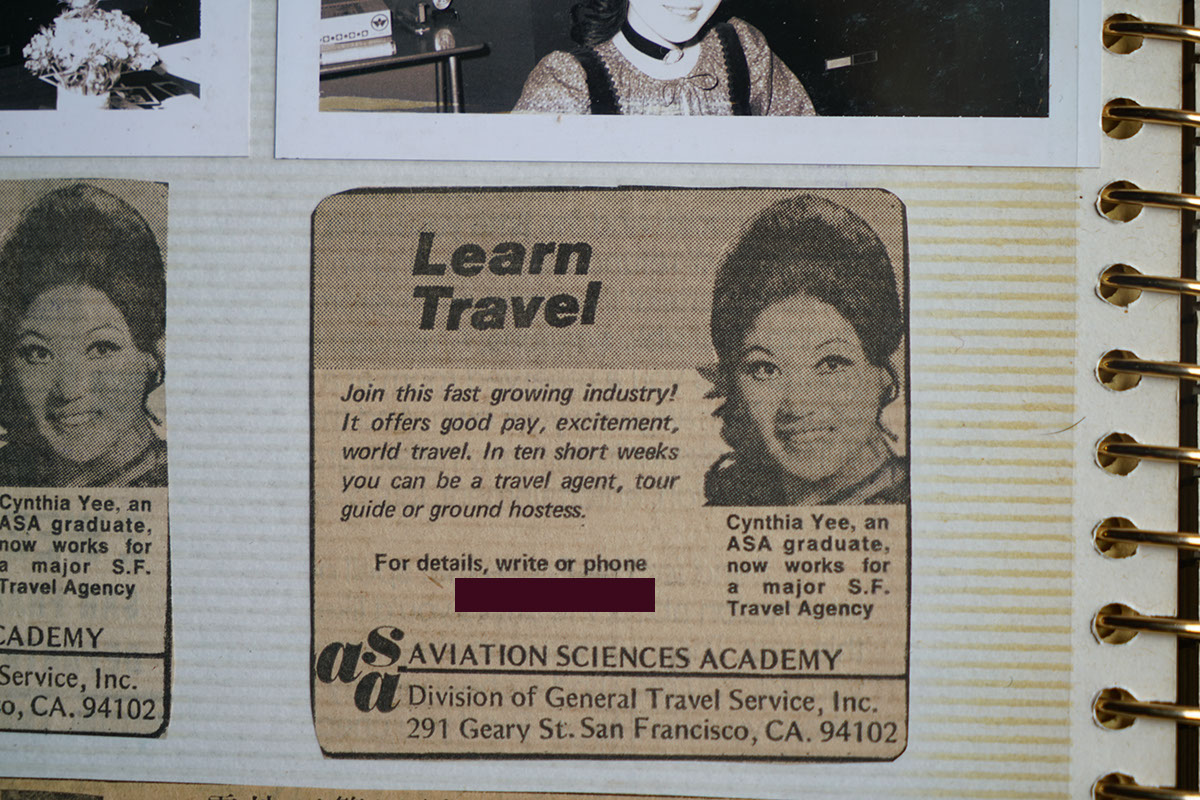 Learn
Travel
Join this fast growing industry!
It offers good pay, excitement,
world travel. In ten short weeks
you can be a travel agent, tour
guide or ground hostess.
For details, write or phone
Cynthia Yee, an
ASA graduate,
now works for
a major S.F.
Travel Agency
asa AVIATION SCIENCES ACADEMY
Division of General Travel Service, Inc.
291 Geary St. San Francisco, CA. 94102
Cynthia Yee, an
ASA graduate,
now works for
a major S.F.
Travel Agency
CADEMY
Service, Inc.
o, CA. 94102